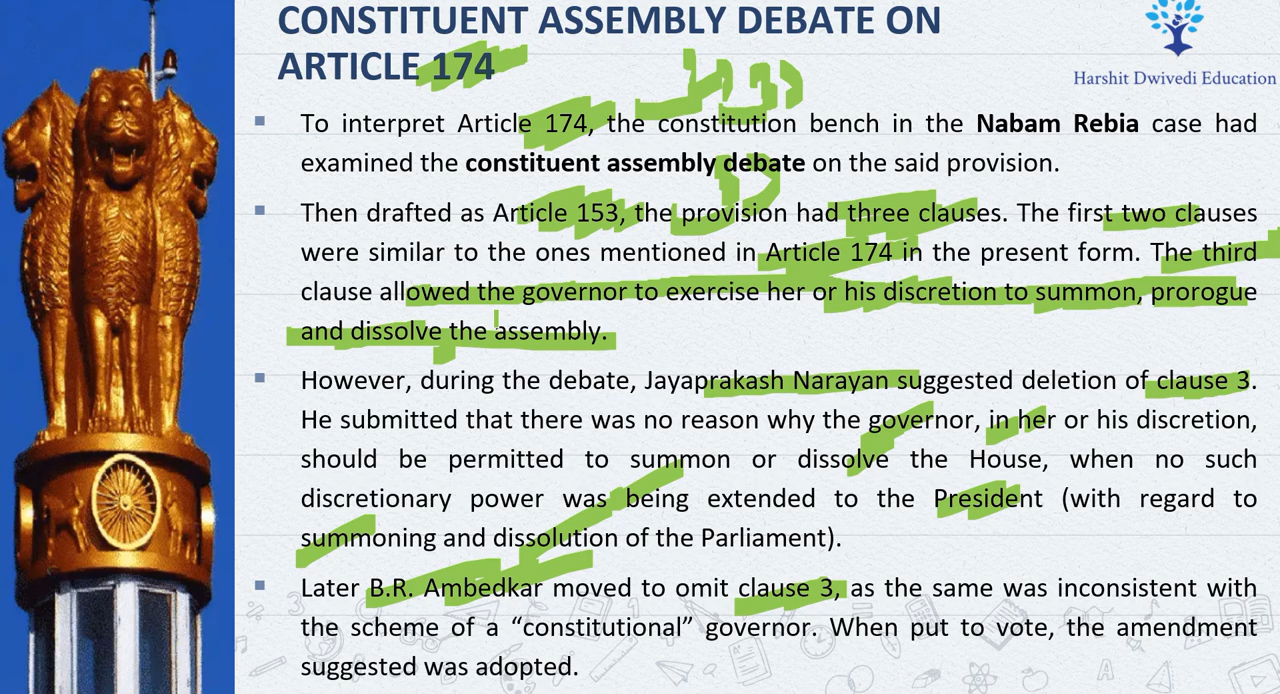 CONSTITUENT ASSEMBLY DEBATE ON
ARTICLE 174
Harshit Dwivedi Education
▪ To interpret Article 174, the constitution bench in the Nabam Rebia case had
examined the constituent assembly debate on the said provision.
▪ Then drafted as Article 153, the provision had three clauses. The first two clauses
were similar to the ones mentioned in Article 174 in the present form. The third
clause allowed the governor to exercise her or his discretion to summon, prorogue
and dissolve the assembly.
▪ However, during the debate, Jayaprakash Narayan suggested deletion of clause 3.
He submitted that there was no reason why the governor, in her or his discretion,
should be permitted to summon or dissolve the House, when no such
discretionary power was being extended to the President (with regard to
summoning and dissolution of the Parliament).
▪ Later B.R. Ambedkar moved to omit clause 3, as the same was inconsistent with
the scheme of a “constitutional” governor. When put to vote, the amendment
suggested was adopted.